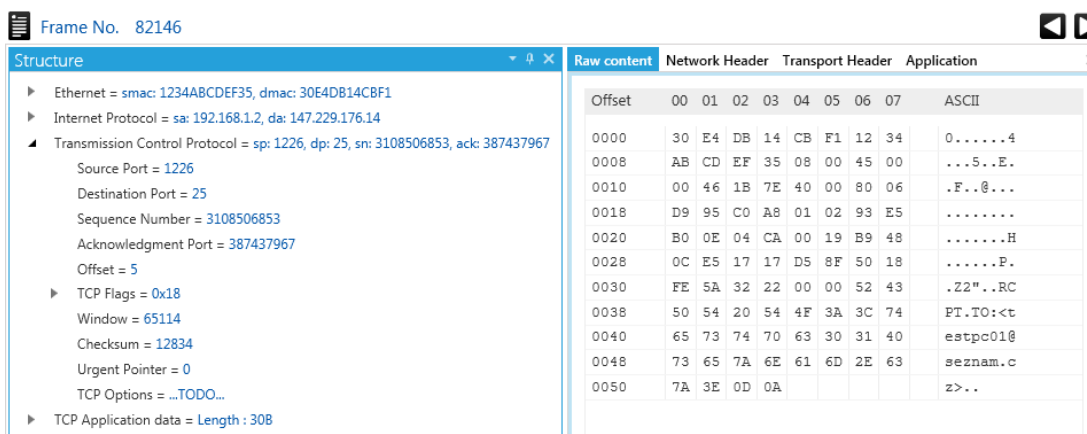 Frame No. 82146
Structure
Ethernet = smac: 1234ABCDEF35, dmac: 30E4DB14CBF1
Internet Protocol = sa: 192.168.1.2, da: 147.229.176.14
Transmission Control Protocol = sp: 1226, dp: 25, sn: 3108506853, ack: 387437967
Source Port = 1226
Destination Port = 25
Sequence Number = 3108506853
Acknowledgment Port = 387437967
Offset = 5
TCP Flags = 0x18
Window = 65114
Checksum = 12834
Urgent Pointer = 0
TCP Options = ...TODO...
TCP Application data = Length : 30B
Raw content Network Header Transport Header Application
Offset 00 01 02 03 04 05 06 07 ASCII
0000 30 E4 DB 14 CB F1 12 34 0......4
0008 AB CD EF 35 08 00 45 00 ...5..E.
0010 00 46 1B 7E 40 00 80 06 .F..@...
0018 D9 95 C0 A8 01 02 93 E5 ........
0020 B0 0E 04 CA 00 19 B9 48 .......H
0028 0C E5 17 17 D5 8F 50 18 ......P.
0030 FE 5A 32 22 00 00 52 43 .Z2"..RC
0038 50 54 20 54 4F 3A 3C 74 PT.TO:<t
0040 65 73 74 70 63 30 31 40 estpc01@
0048 73 65 7A 6E 61 6D 2E 63 seznam.c
0050 7A 3E 0D 0A z>..